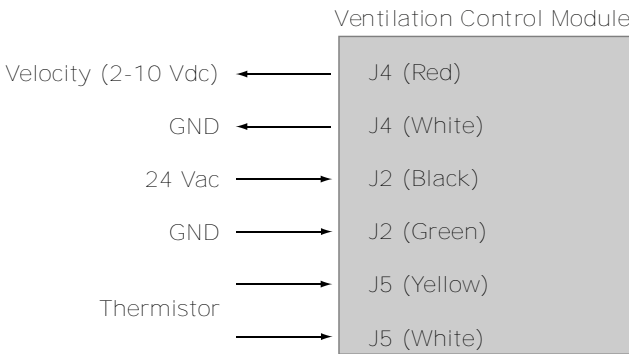 Ventilation Control Module
Velocity (2-10 Vdc) J4 (Red)
GND J4 (White)
24 Vac J2 (Black)
GND J2 (Green)
J5 (Yellow)
Thermistor
J5 (White)